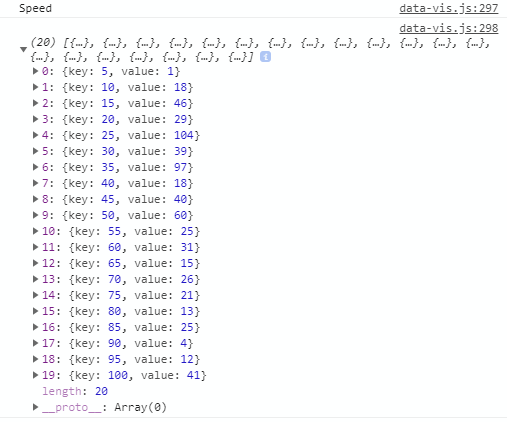 Speed data-vis.js:297
data-vis.js:298
(20) [{…}, {…}, {…}, {…}, {…}, {…}, {…}, {…}, {…}, {…}, {…}, {…}, {…},
{…}, {…}, {…}, {…}, {…}, {…}, {…}] i
0: {key: 5, value: 1}
1: {key: 10, value: 18}
2: {key: 15, value: 46}
3: {key: 20, value: 29}
4: {key: 25, value: 104}
5: {key: 30, value: 39}
6: {key: 35, value: 97}
7: {key: 40, value: 18}
8: {key: 45, value: 40}
9: {key: 50, value: 60}
10: {key: 55, value: 25}
11: {key: 60, value: 31}
12: {key: 65, value: 15}
13: {key: 70, value: 26}
14: {key: 75, value: 21}
15: {key: 80, value: 13}
16: {key: 85, value: 25}
17: {key: 90, value: 4}
18: {key: 95, value: 12}
19: {key: 100, value: 41}
length: 20
__proto__: Array(0)